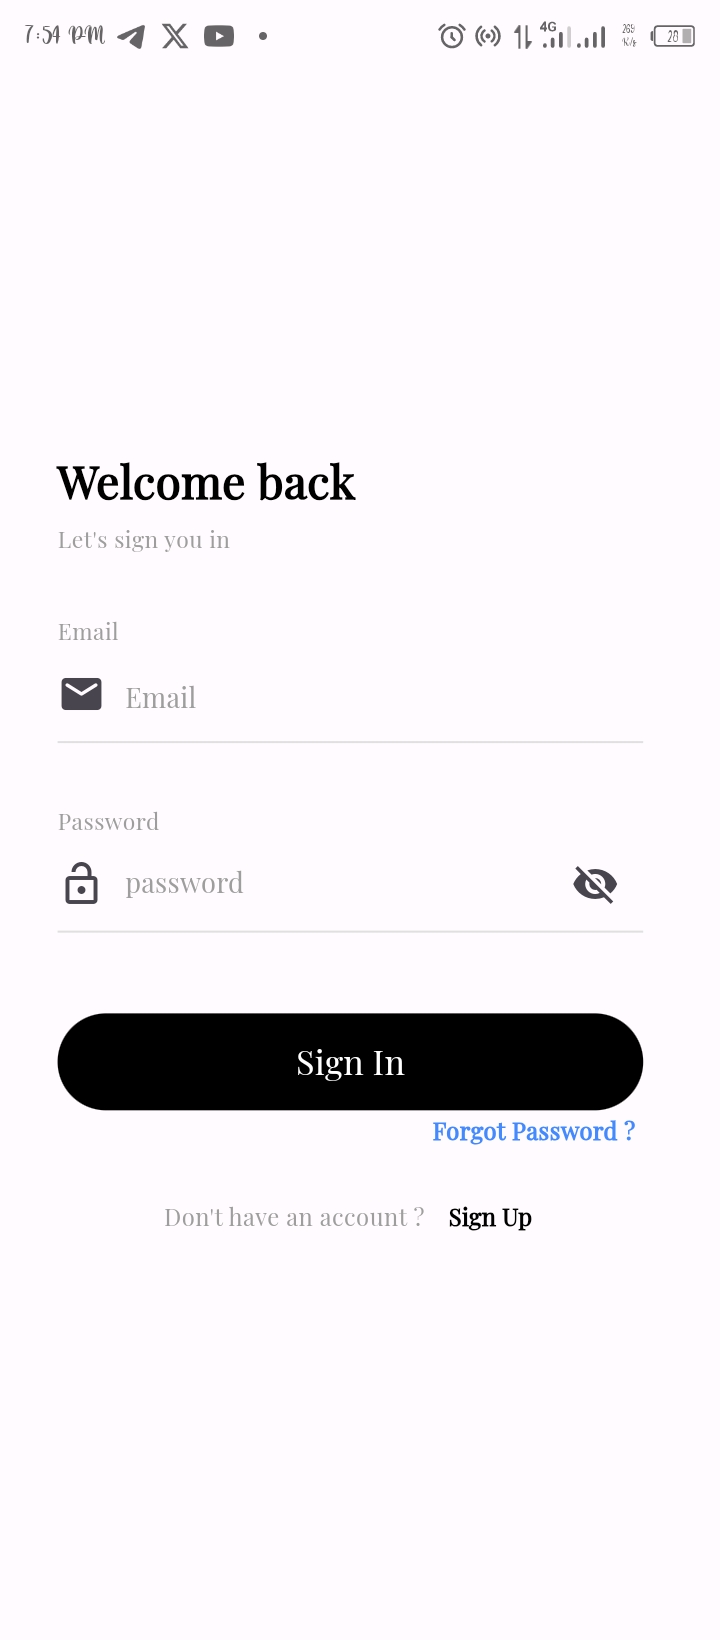 7:54 PM 4G 269 K/s 28
Welcome back
Let's sign you in
Email
Email
Password
password
Sign In
Forgot Password ?
Don't have an account ? Sign Up